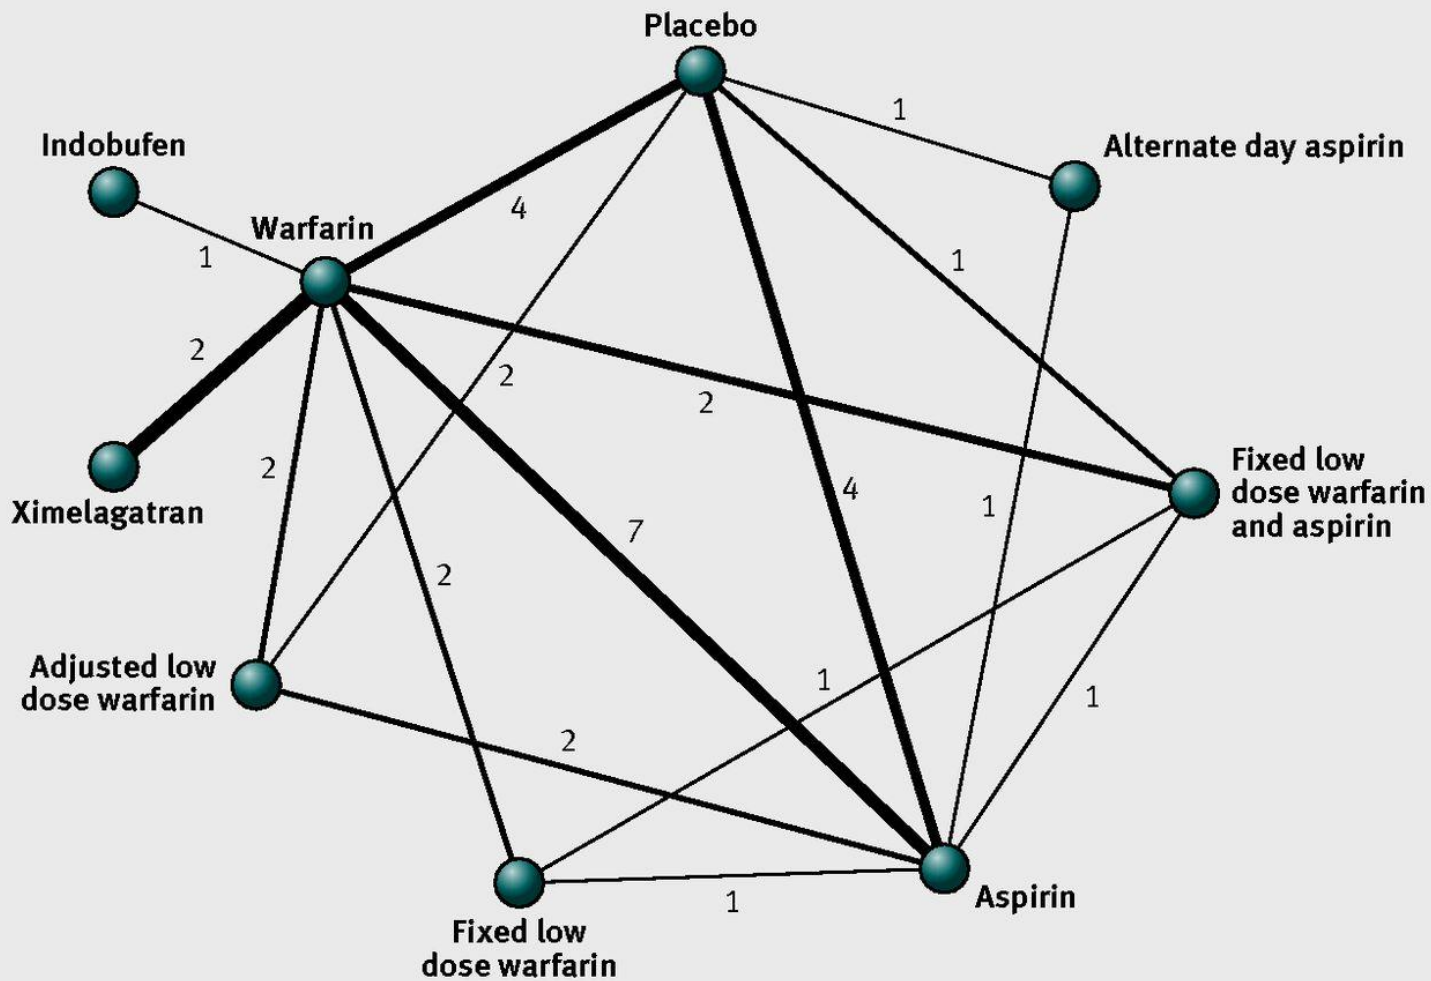 Placebo
1
Alternate day aspirin
Indobufen
4
Warfarin
1
1
2
2
2
Fixed low
dose warfarin
and aspirin
2
4
1
Ximelagatran
7
2
Adjusted low
dose warfarin
1
1
2
Aspirin
1
Fixed low
dose warfarin